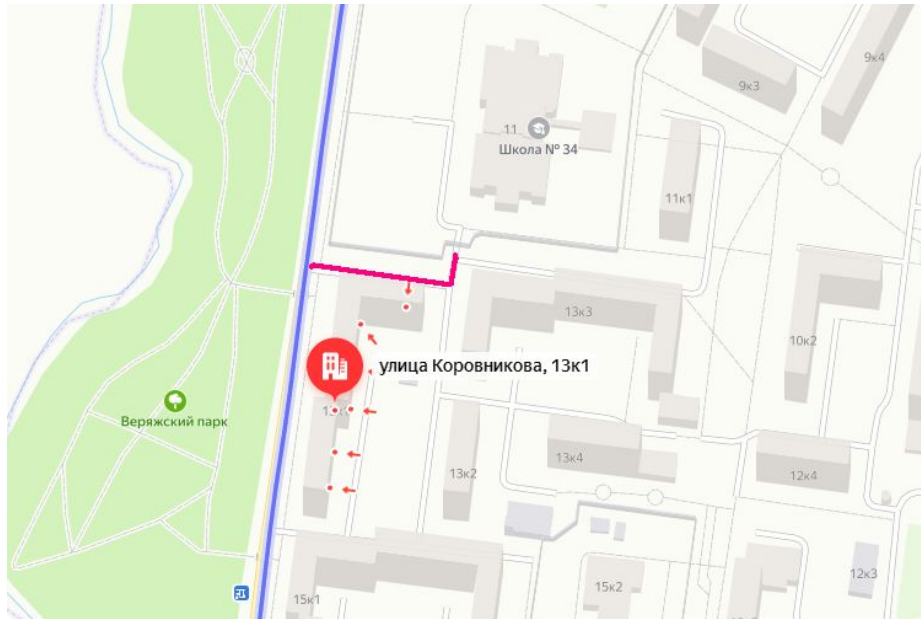 9к4
9к3
11
Школа № 34
11к1
13к3
10к2
улица Коровникова, 13к1
Веряжский парк
13к4
13к2
12к4
12к3
15к2
15к1